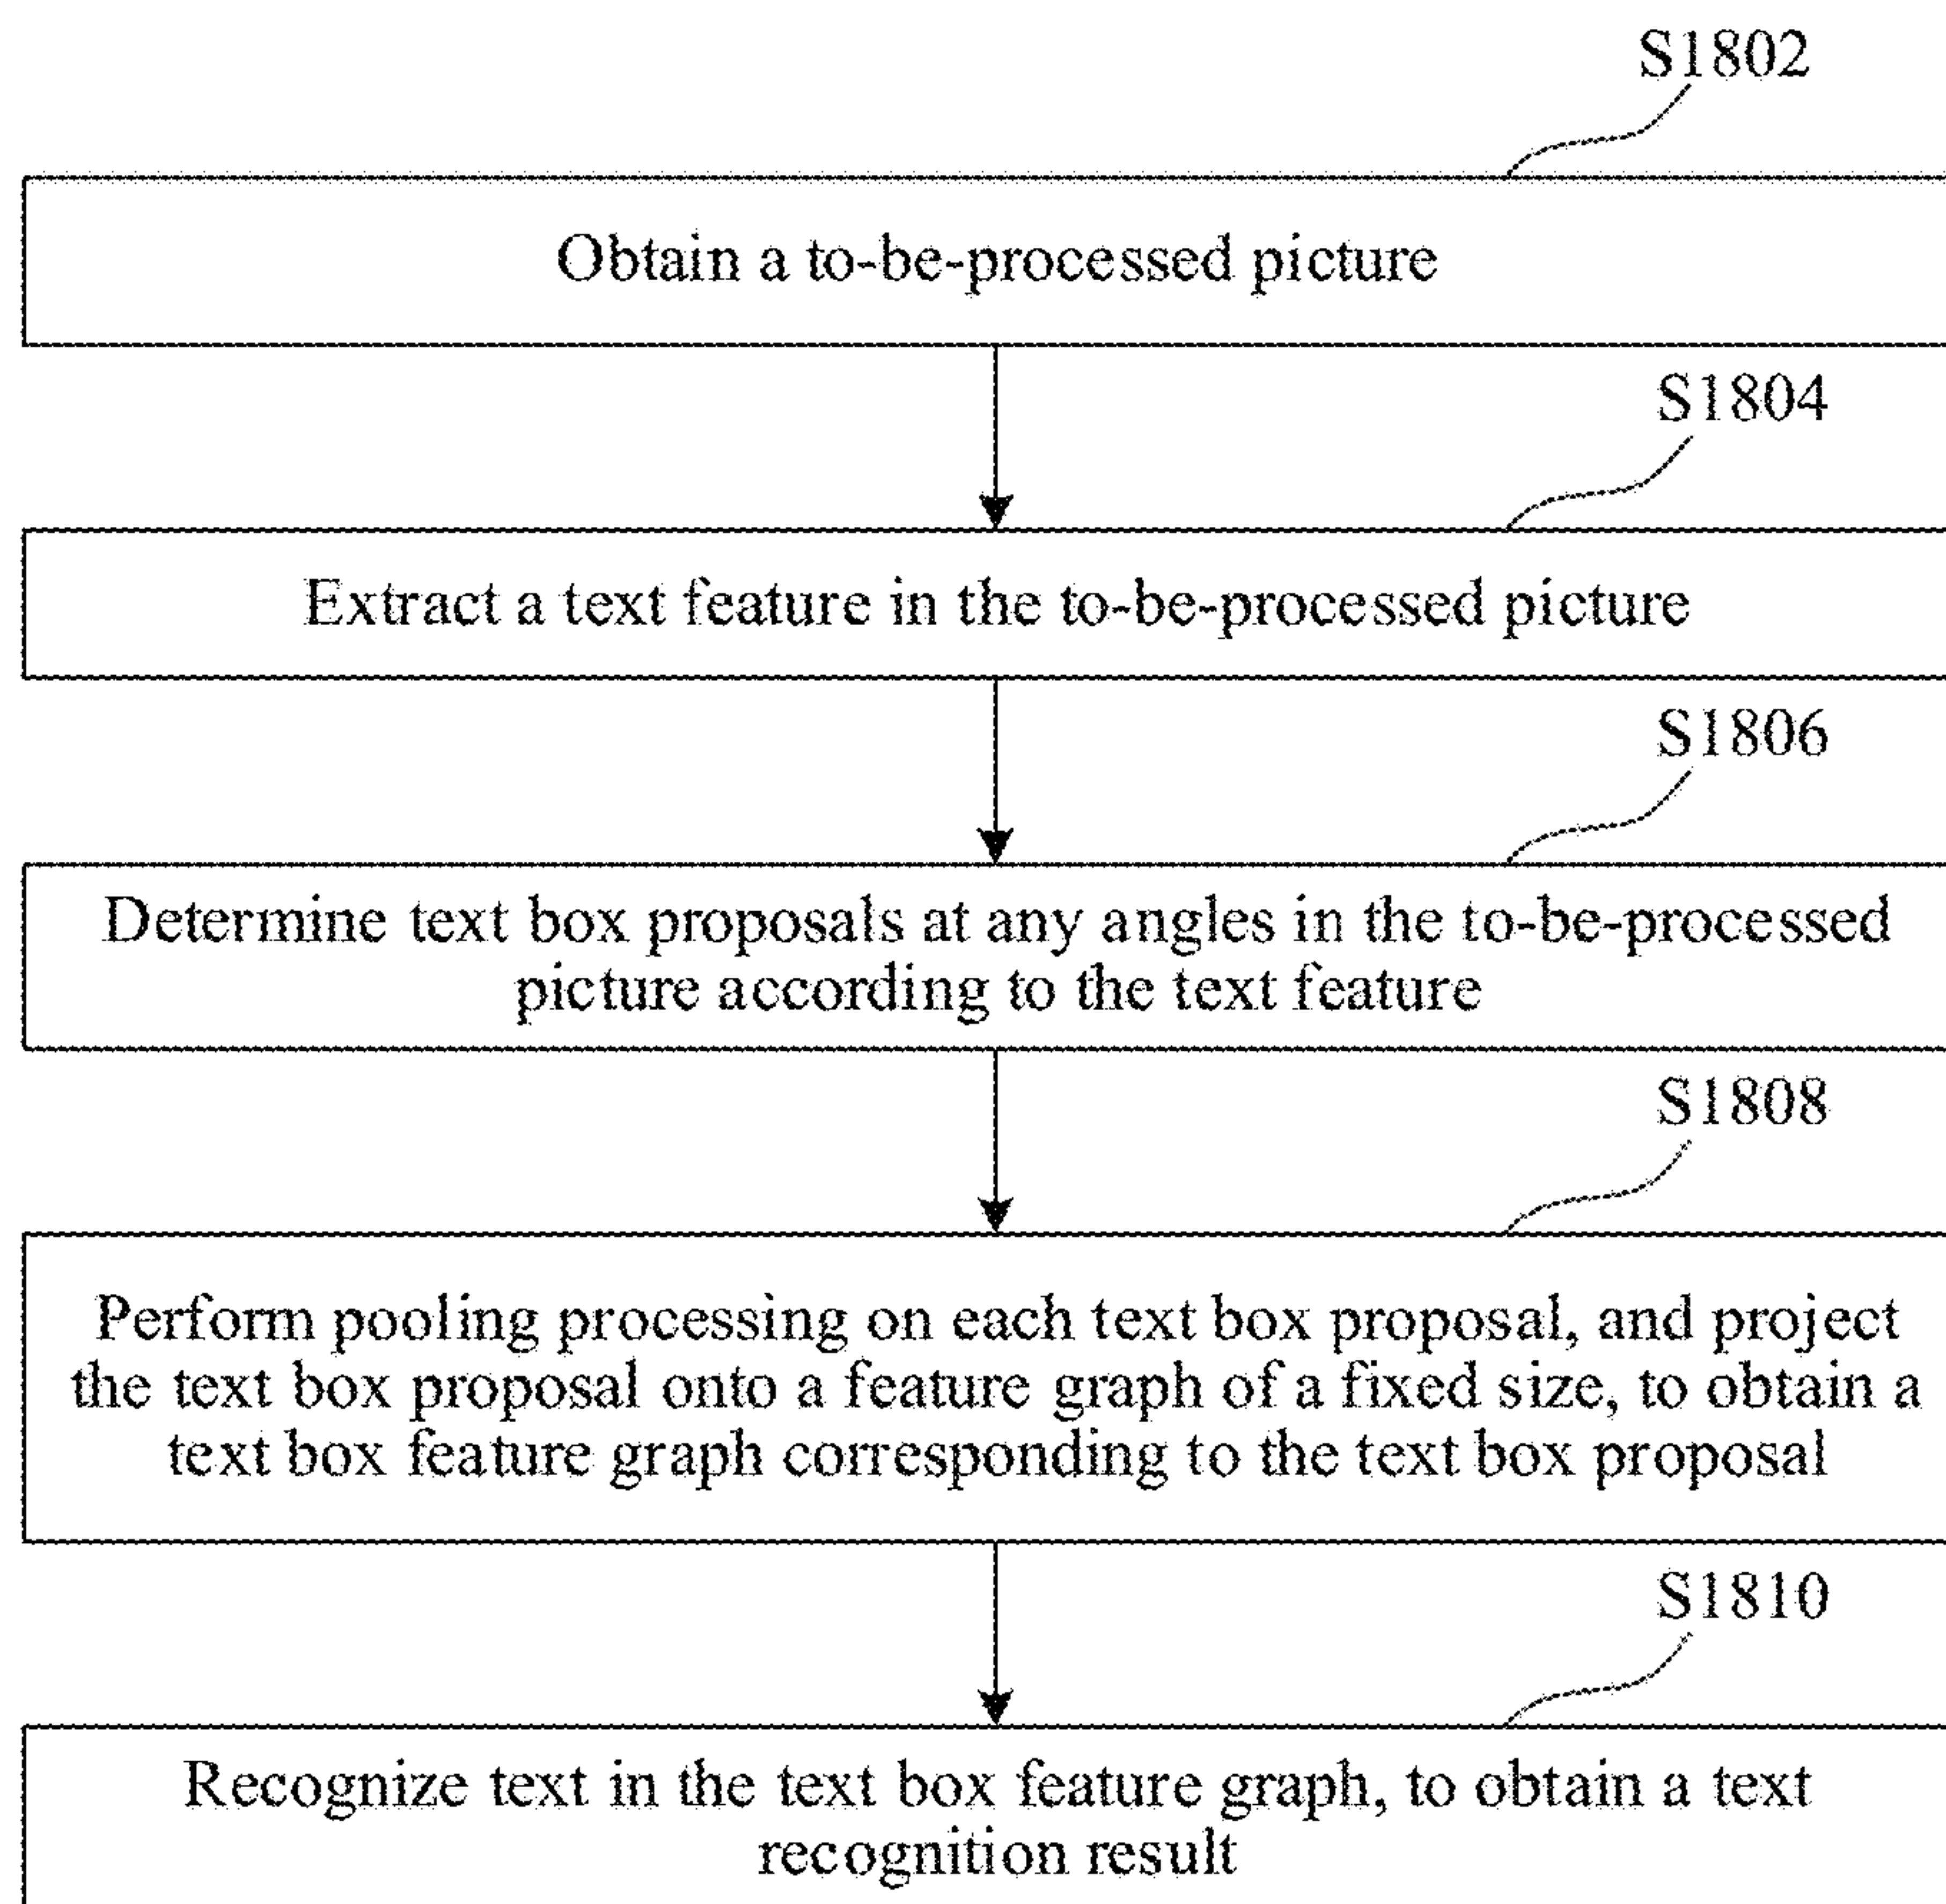 S1802
Obtain a to-be-processed picture
S1804
Extract a text feature in the to-be-processed picture
S1806
Determine text box proposals at any angles in the to-be-processed
picture according to the text feature
S1808
Perform pooling processing on each text box proposal, and project
the text box proposal onto a feature graph of a fixed size, to obtain a
text box feature graph corresponding to the text box proposal
S1810
Recognize text in the text box feature graph, to obtain a text
recognition result